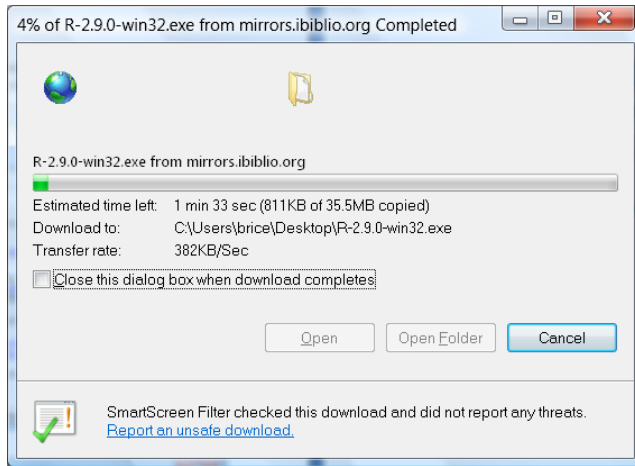 4% of R-2.9.0-win32.exe from mirrors.ibiblio.org Completed
R-2.9.0-win32.exe from mirrors.ibiblio.org
Estimated time left: 1 min 33 sec (811KB of 35.5MB copied)
Download to: C:\Users\brice\Desktop\R-2.9.0-win32.exe
Transfer rate: 382KB/Sec
Close this dialog box when download completes
Open Open Folder Cancel
SmartScreen Filter checked this download and did not report any threats.
Report an unsafe download.